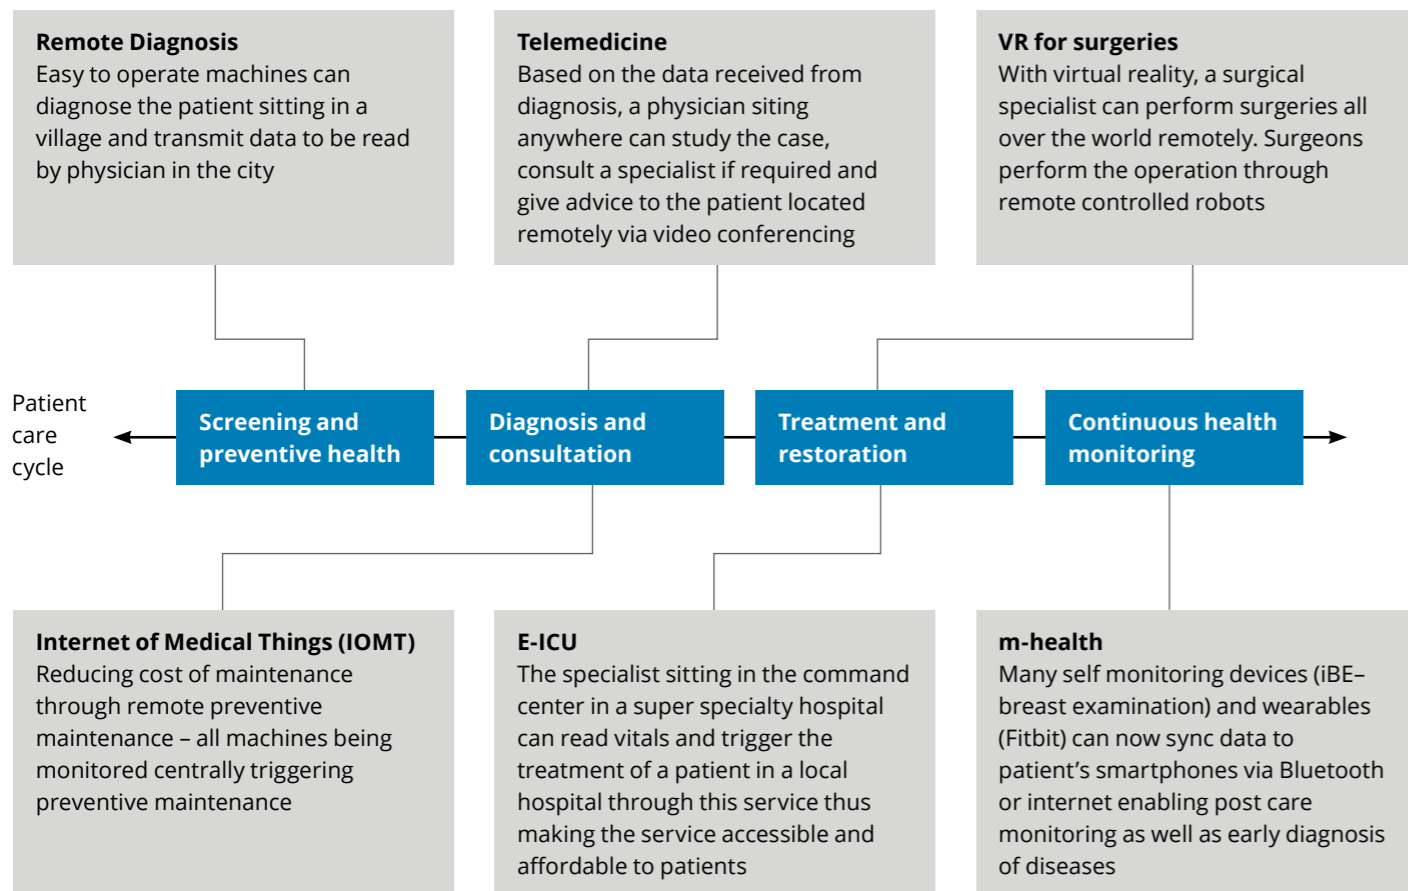 Remote Diagnosis
Easy to operate machines can
diagnose the patient sitting in a
village and transmit data to be read
by physician in the city
Telemedicine
Based on the data received from
diagnosis, a physician siting
anywhere can study the case,
consult a specialist if required and
give advice to the patient located
remotely via video conferencing
VR for surgeries
With virtual reality, a surgical
specialist can perform surgeries all
over the world remotely. Surgeons
perform the operation through
remote controlled robots
Patient
care
cycle
Screening and
preventive health
Diagnosis and
consultation
Treatment and
restoration
Continuous health
monitoring
Internet of Medical Things (IOMT)
Reducing cost of maintenance
through remote preventive
maintenance – all machines being
monitored centrally triggering
preventive maintenance
E-ICU
The specialist sitting in the command
center in a super specialty hospital
can read vitals and trigger the
treatment of a patient in a local
hospital through this service thus
making the service accessible and
affordable to patients
m-health
Many self monitoring devices (iBE–
breast examination) and wearables
(Fitbit) can now sync data to
patient’s smartphones via Bluetooth
or internet enabling post care
monitoring as well as early diagnosis
of diseases